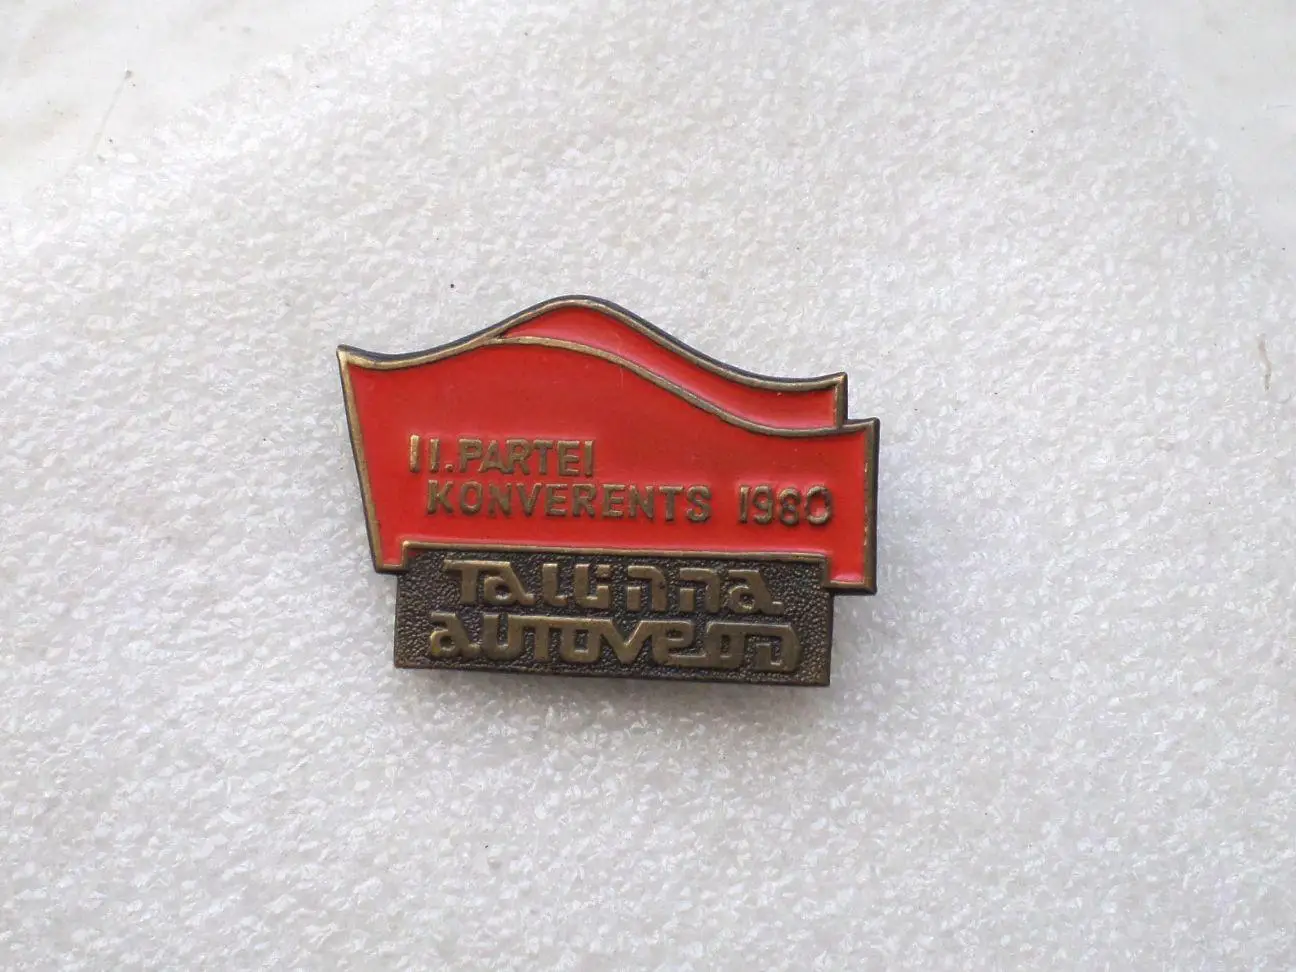 II. PARTEI
KONVERENTS 1980
Tallinna
autoveod